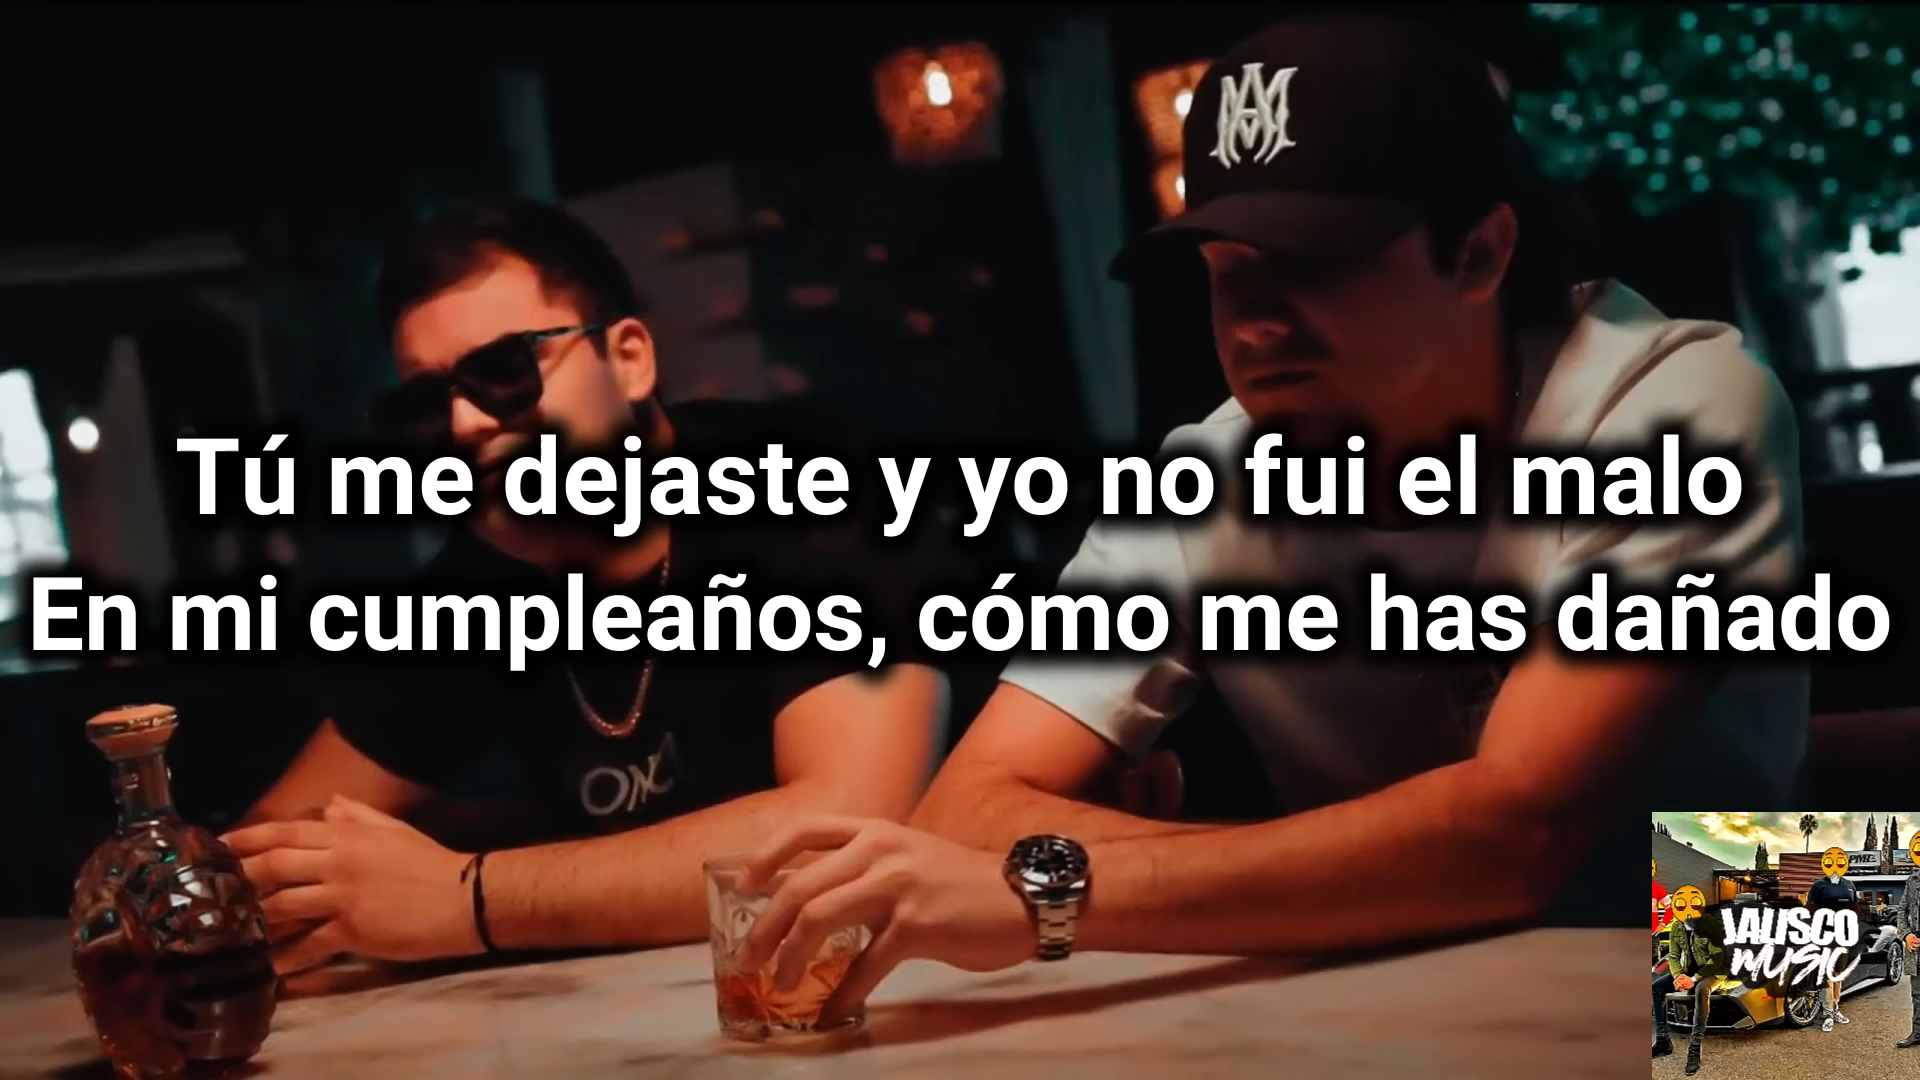 Tú me dejaste y yo no fui el malo
En mi cumpleaños, cómo me has dañado
JALISCO
MUSIC